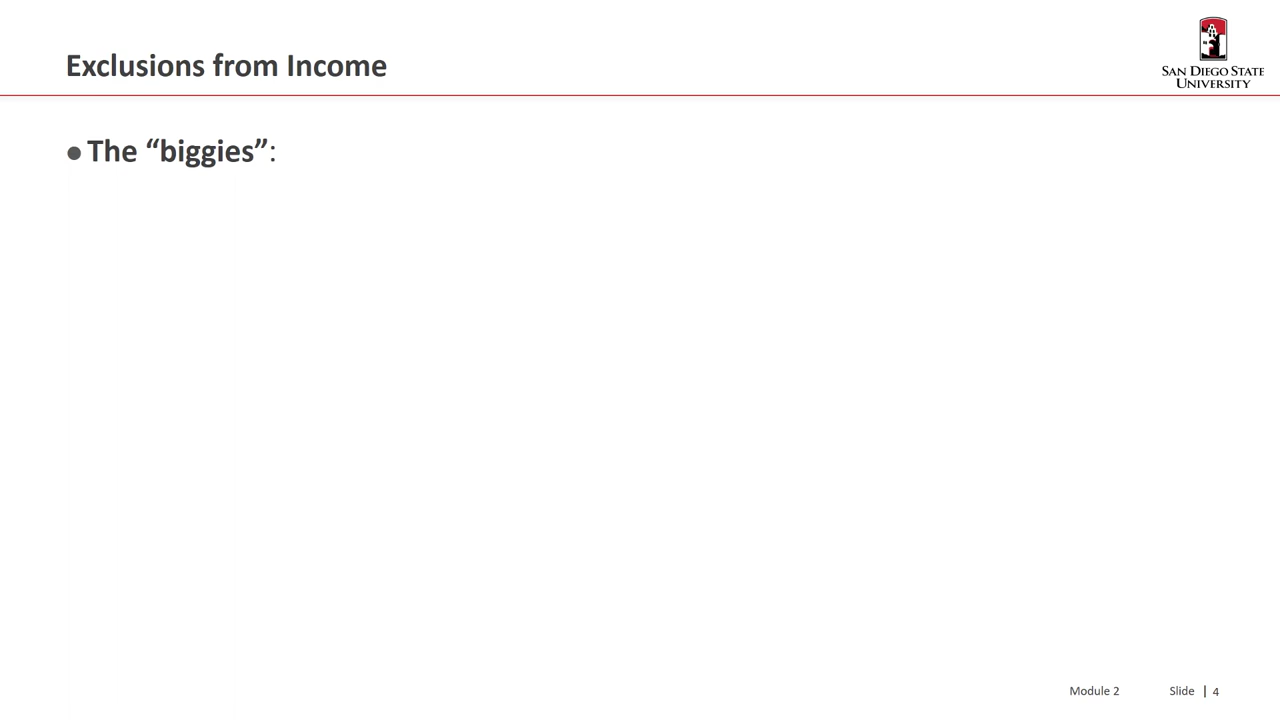 Exclusions from Income
SAN DIEGO STATE
UNIVERSITY
● The “biggies”:
Module 2 Slide | 4